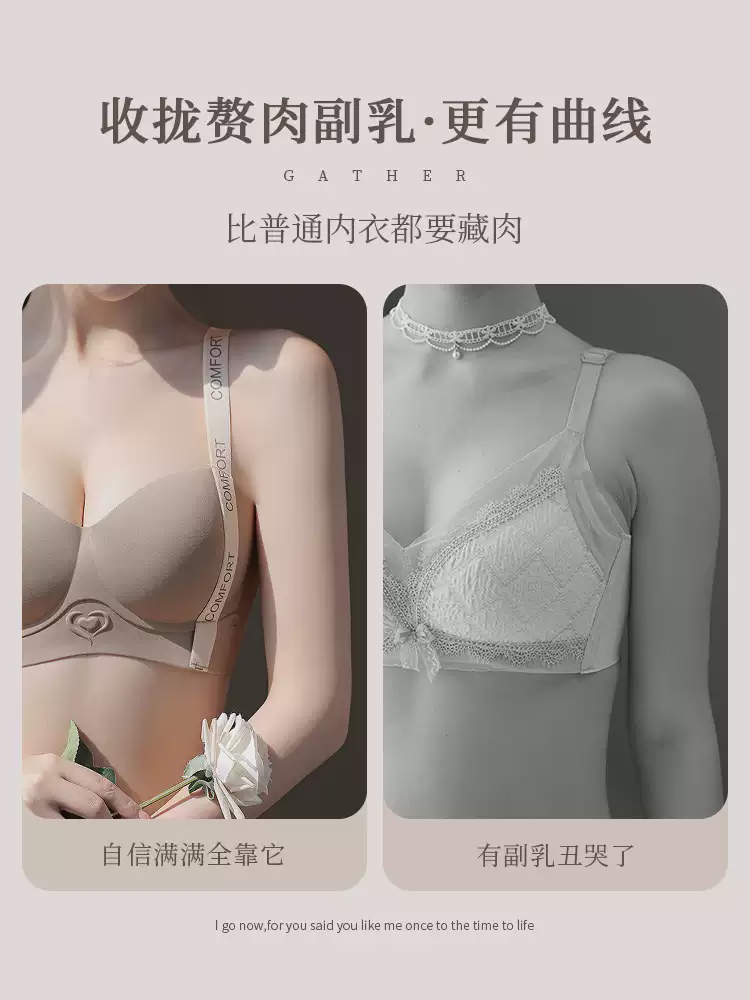 收拢赘肉副乳·更有曲线
GATHER
比普通内衣都要藏肉
COMFORT
COMFORT
COMFORT
自信满满全靠它
有副乳丑哭了
I go now,for you said you like me once to the time to life